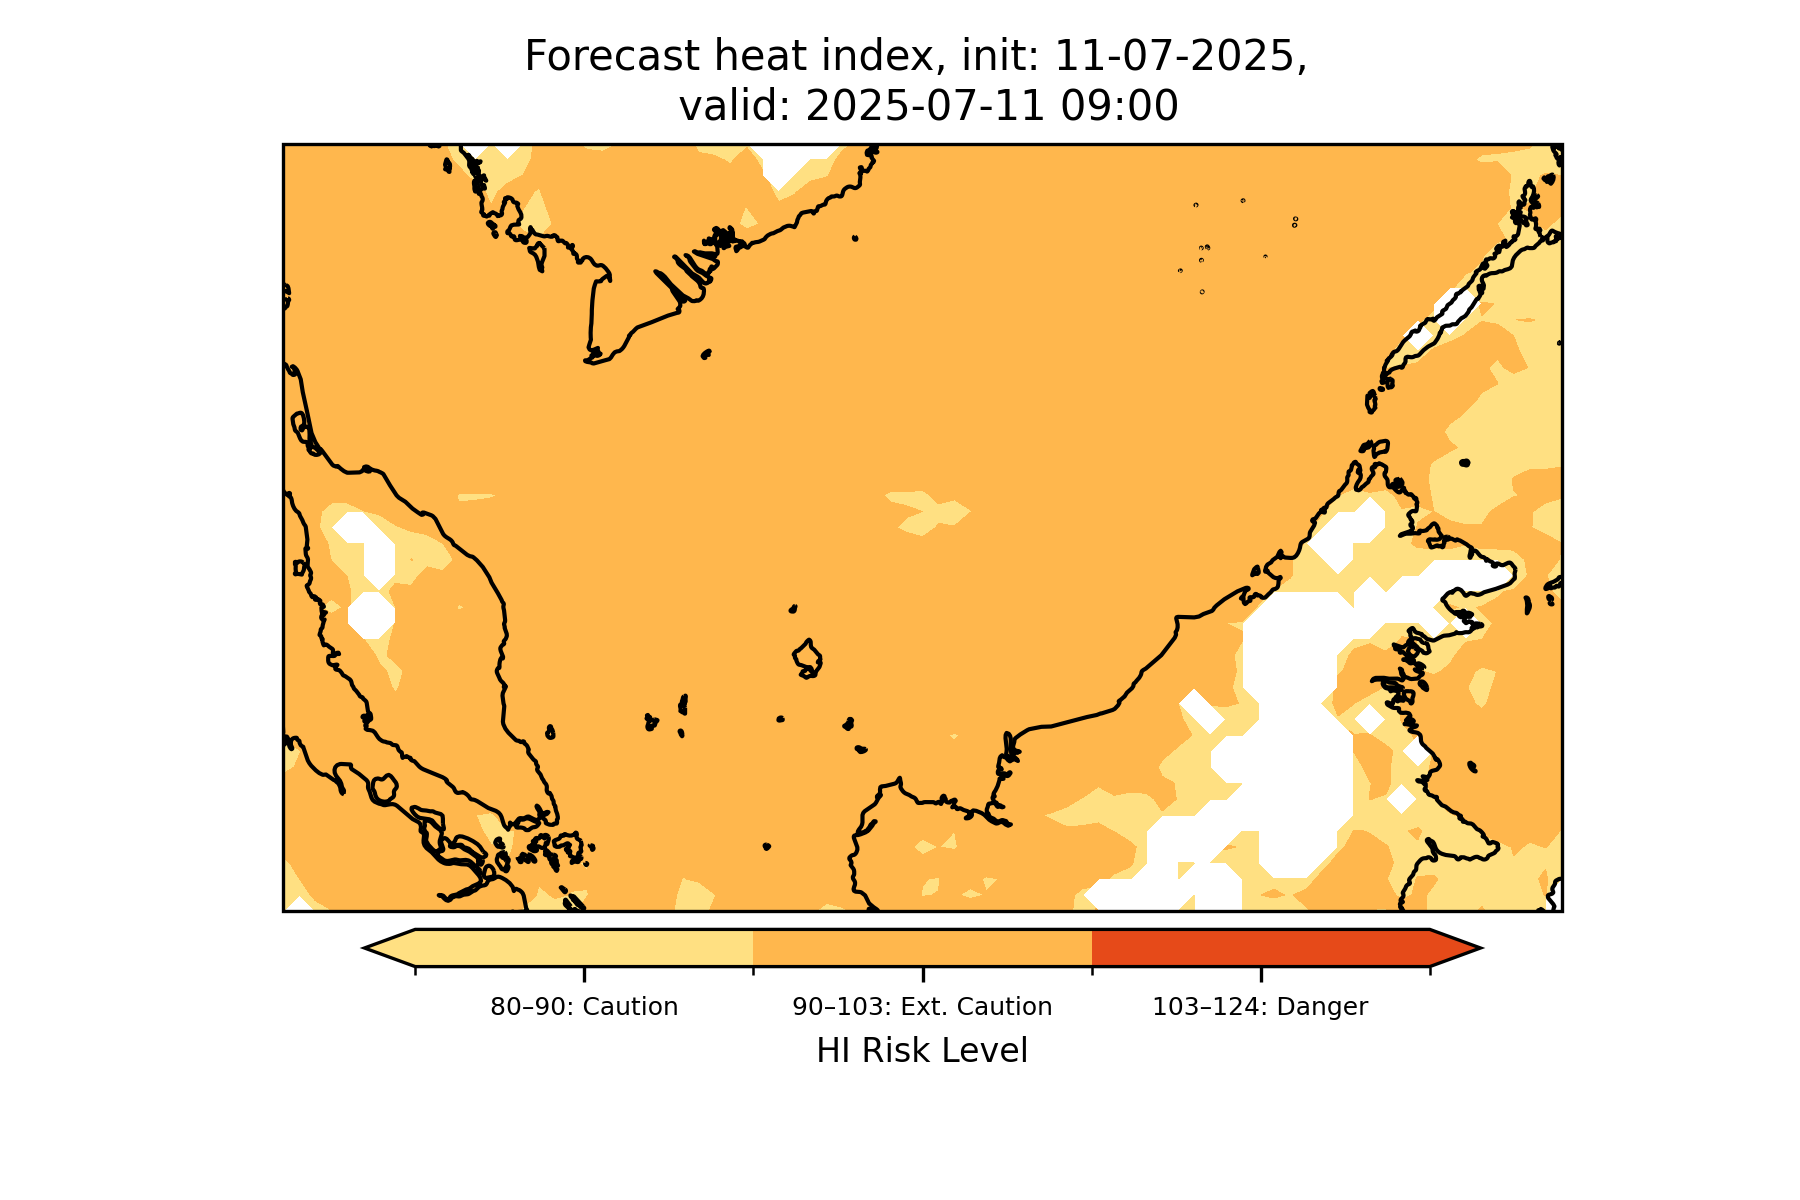 Forecast heat index, init: 11-07-2025,
valid: 2025-07-11 09:00
80–90: Caution
90–103: Ext. Caution
103–124: Danger
HI Risk Level